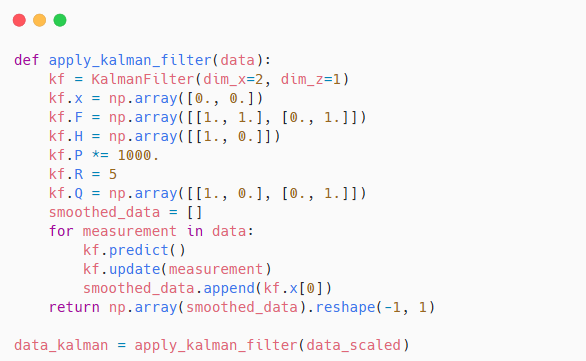 def apply_kalman_filter(data):
    kf = KalmanFilter(dim_x=2, dim_z=1)
    kf.x = np.array([0., 0.])
    kf.F = np.array([[1., 1.], [0., 1.]])
    kf.H = np.array([[1., 0.]])
    kf.P *= 1000.
    kf.R = 5
    kf.Q = np.array([[1., 0.], [0., 1.]])
    smoothed_data = []
    for measurement in data:
        kf.predict()
        kf.update(measurement)
        smoothed_data.append(kf.x[0])
    return np.array(smoothed_data).reshape(-1, 1)

data_kalman = apply_kalman_filter(data_scaled)